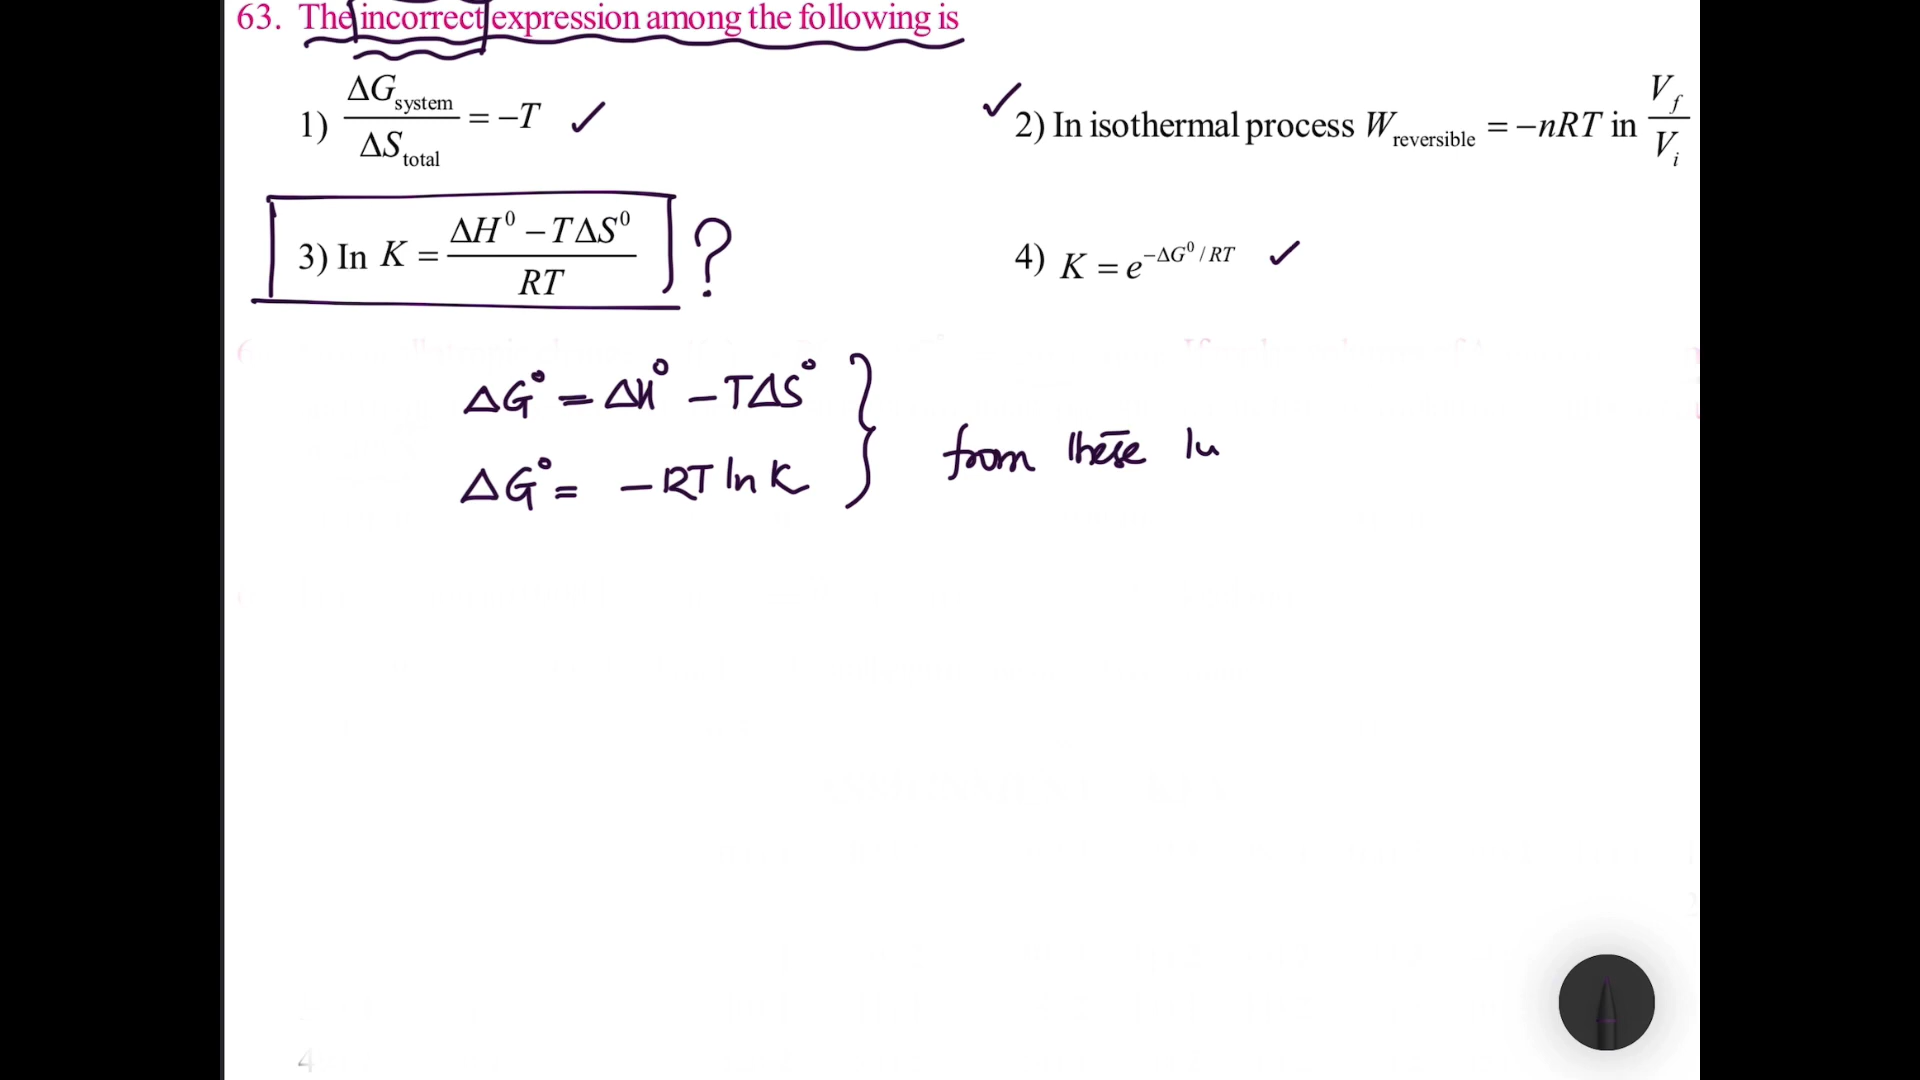 63. The incorrect expression among the following is
1) ΔG_system / ΔS_total = −T ✓
✓ 2) In isothermal process W_reversible = −nRT in V_f / V_i
3) In K = ΔH⁰ − TΔS⁰ / RT ?
4) K = e^(−ΔG⁰ / RT) ✓
ΔG° = ΔH° − TΔS°
ΔG° = − RT ln K } from these ln
4